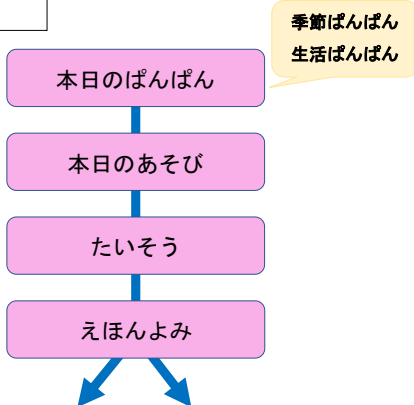 季節ぱんぱん
生活ぱんぱん
本日のぱんぱん
本日のあそび
たいそう
えほんよみ